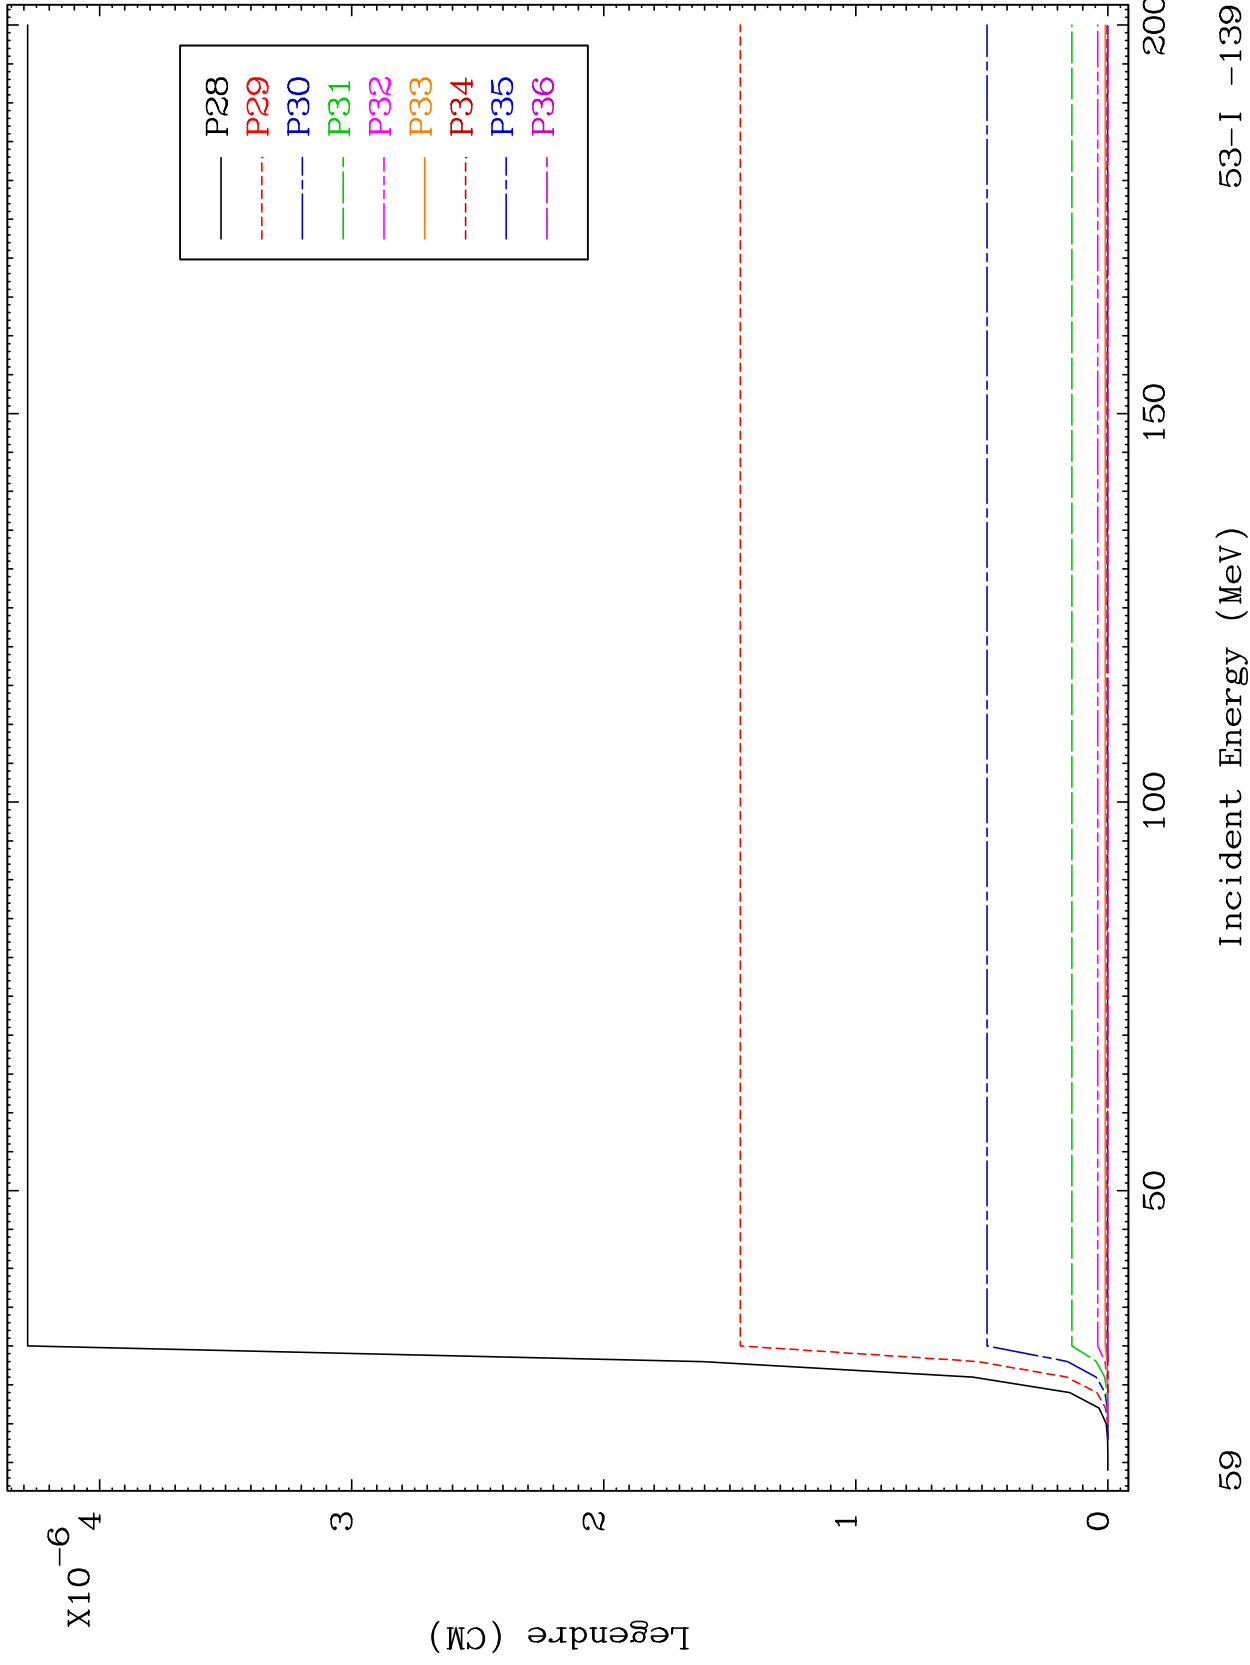 X10-6
4
3
2
1
0
Legendre (CM)
P28
P29
P30
P31
P32
P33
P34
P35
P36
50
100
150
200
Incident Energy (MeV)
59
53-I -139